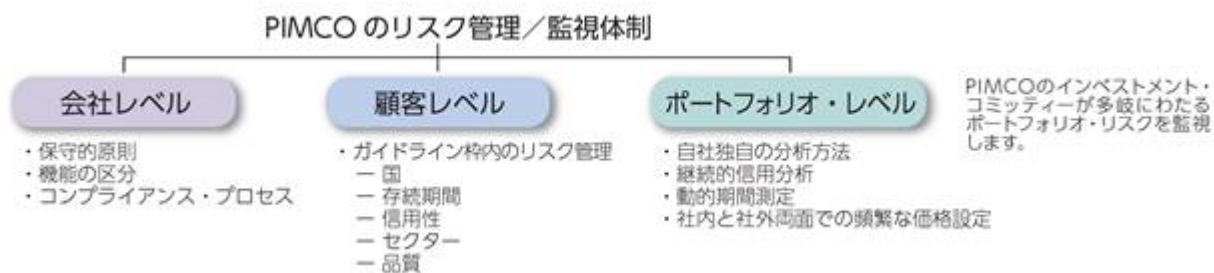 PIMCO のリスク管理／監視体制
会社レベル
・保守的原則
・機能の区分
・コンプライアンス・プロセス
顧客レベル
・ガイドライン枠内のリスク管理
ー 国
ー 存続期間
ー 信用性
ー セクター
ー 品質
ポートフォリオ・レベル
・自社独自の分析方法
・継続的信用分析
・動的期間測定
・社内と社外両面での頻繁な価格設定
PIMCOのインベストメント・
コミッティーが多岐にわたる
ポートフォリオ・リスクを監視
します。